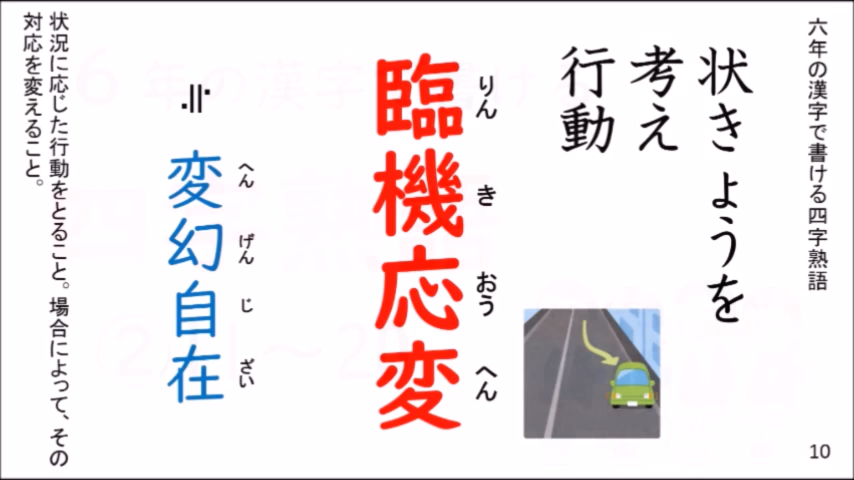 六年の漢字で書ける四字熟語
状きょうを
考え
行動
りん き おう へん
臨機応変
へん げん じ ざい
変幻自在
状況に応じた行動をとること。場合によって、その
対応を変えること。
10